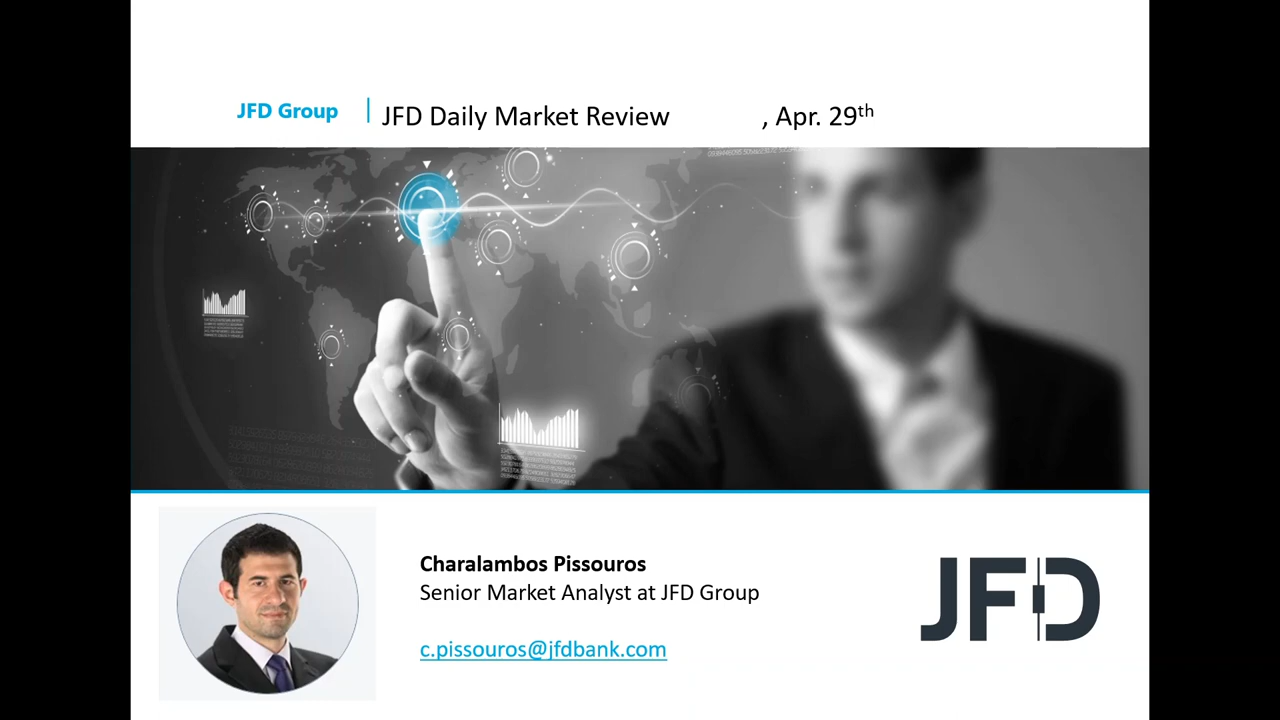 JFD Group
JFD Daily Market Review , Apr. 29th
Charalambos Pissouros
Senior Market Analyst at JFD Group
c.pissouros@jfdbank.com
JFD